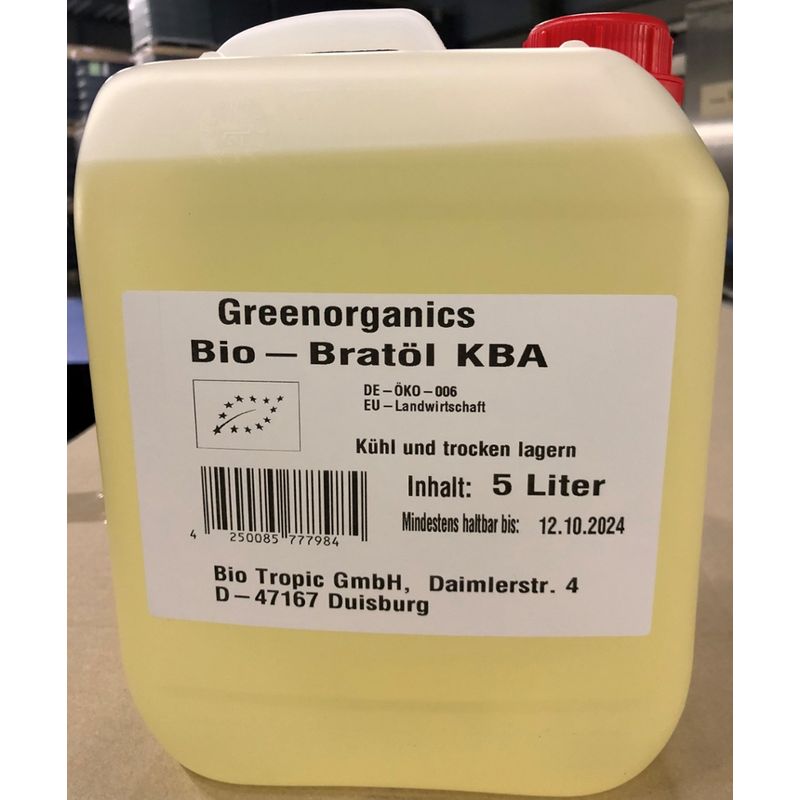 Greenorganics
Bio – Bratöl KBA
DE – ÖKO – 006
EU – Landwirtschaft
Kühl und trocken lagern
Inhalt: 5 Liter
Mindestens haltbar bis: 12.10.2024
4 250085 777984
Bio Tropic GmbH, Daimlerstr. 4
D – 47167 Duisburg